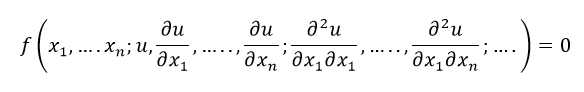 f(x₁, .... xₙ; u, ∂u/∂x₁, ....., ∂u/∂xₙ; ∂²u/∂x₁∂x₁, ....., ∂²u/∂x₁∂xₙ; ....) = 0